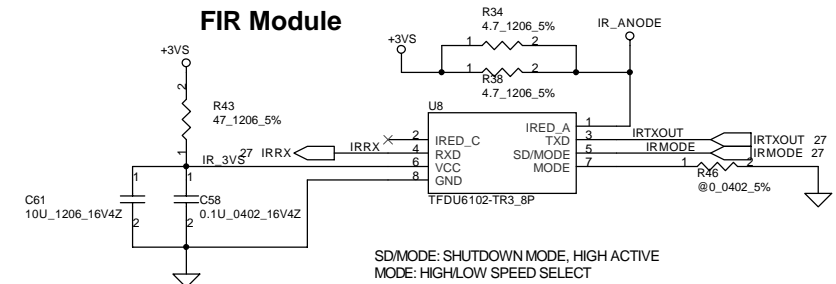 FIR Module
R34
4.7_1206_5%
IR_ANODE
+3VS
1 2
+3VS
1 2
R38
4.7_1206_5%
2
R43
47_1206_5%
1
U8
IRED_A 1
2 IRED_C TXD 3 IRTXOUT IRTXOUT 27
27 IRRX IRRX 4 RXD SD/MODE 5 IRMODE IRMODE 27
IR_3VS 6 VCC MODE 7 1 2
8 GND
R46
@0_0402_5%
TFDU6102-TR3_8P
1 1
C61
10U_1206_16V4Z
C58
0.1U_0402_16V4Z
2 2
SD/MODE: SHUTDOWN MODE, HIGH ACTIVE
MODE: HIGH/LOW SPEED SELECT